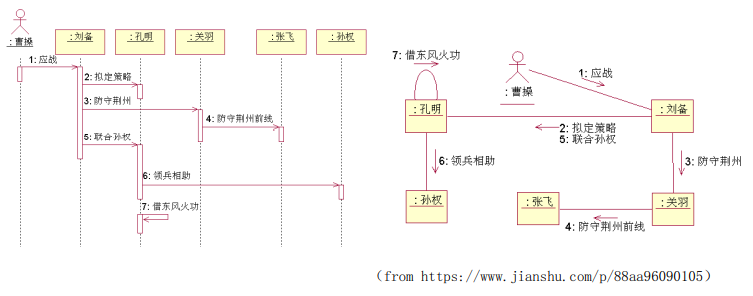 :曹操
:刘备
:孔明
:关羽
:张飞
:孙权
1: 应战
2: 拟定策略
3: 防守荆州
4: 防守荆州前线
5: 联合孙权
6: 领兵相助
7: 借东风火功
7: 借东风火功
1: 应战
:曹操
:孔明
:刘备
2: 拟定策略
5: 联合孙权
6: 领兵相助
3: 防守荆州
:孙权
:张飞
:关羽
4: 防守荆州前线
（from https://www.jianshu.com/p/88aa96090105）